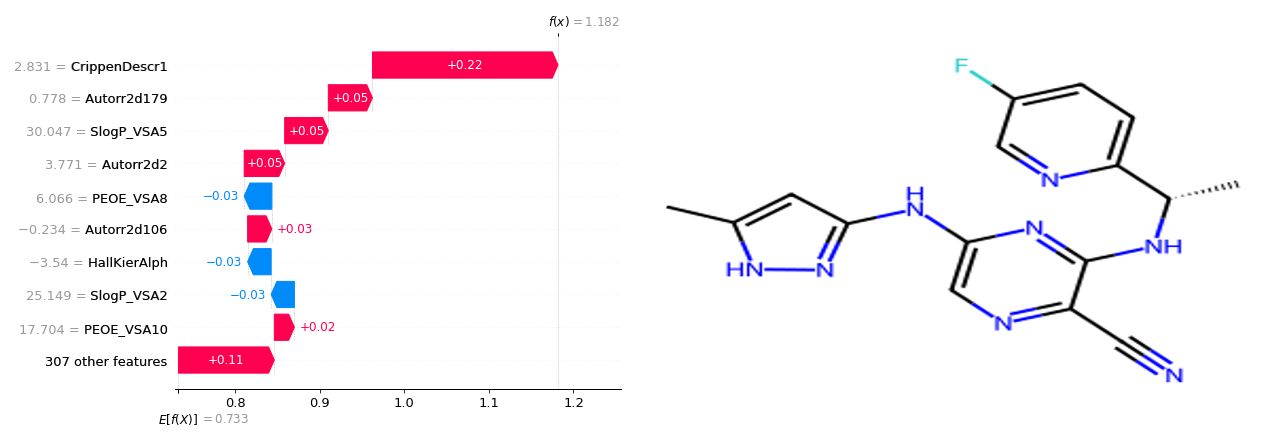 f(x) = 1.182
2.831 = CrippenDescr1 +0.22
0.778 = Autorr2d179 +0.05
30.047 = SlogP_VSA5 +0.05
3.771 = Autorr2d2 +0.05
6.066 = PEOE_VSA8 −0.03
−0.234 = Autorr2d106 +0.03
−3.54 = HallKierAlph −0.03
25.149 = SlogP_VSA2 −0.03
17.704 = PEOE_VSA10 +0.02
307 other features +0.11
0.8 0.9 1.0 1.1 1.2
E[f(X)] = 0.733
F
N
H
N
N
NH
HN
N
N
N